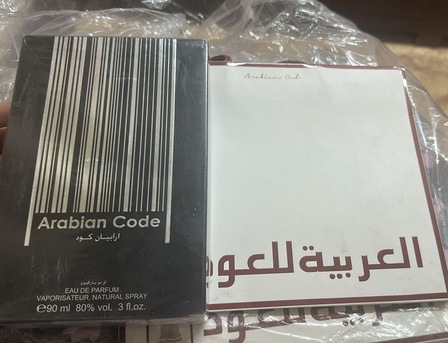 Arabian Code
ارابيان كود
او دو بارفيوم
EAU DE PARFUM
VAPORISATEUR, NATURAL SPRAY
℮90 ml 80% vol. 3 fl.oz.
Arabian Oud
العربية للعود